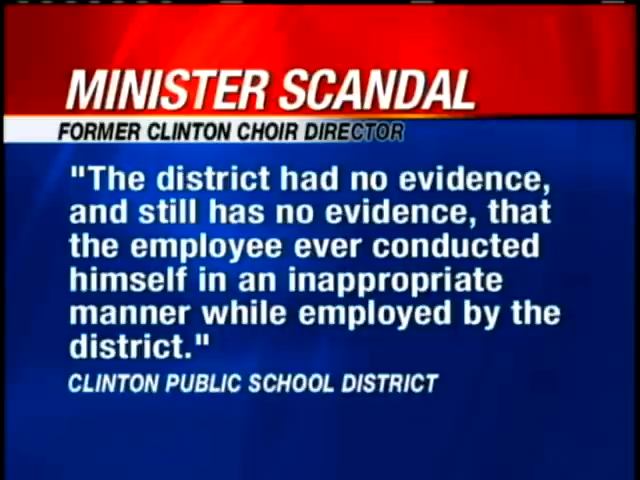 MINISTER SCANDAL
FORMER CLINTON CHOIR DIRECTOR
"The district had no evidence,
and still has no evidence, that
the employee ever conducted
himself in an inappropriate
manner while employed by the
district."
CLINTON PUBLIC SCHOOL DISTRICT